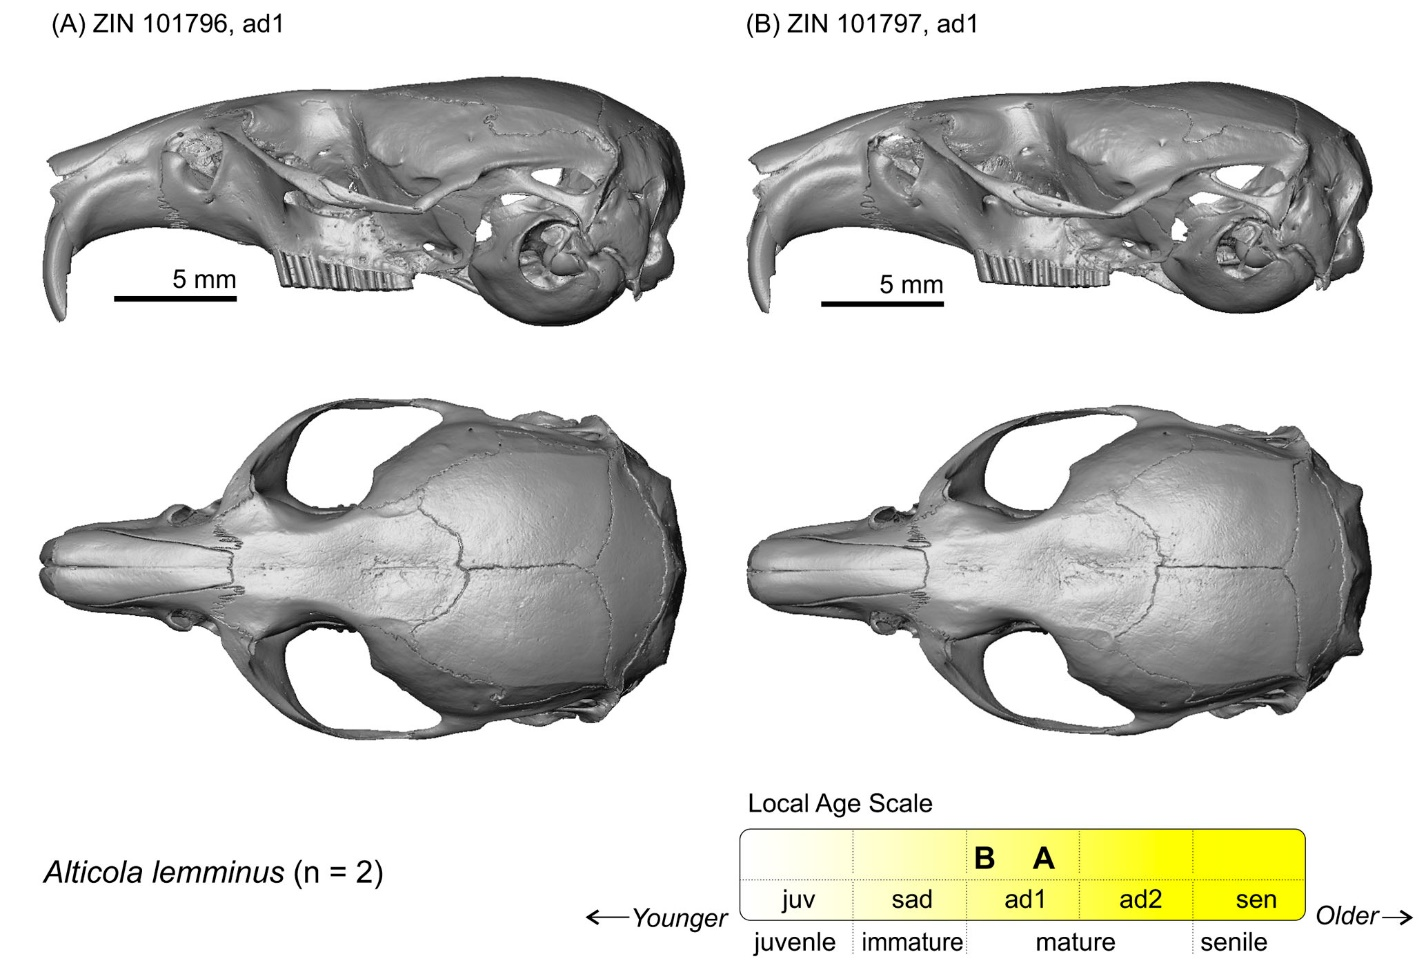 (A) ZIN 101796, ad1
(B) ZIN 101797, ad1
5 mm
5 mm
Local Age Scale
B A
Alticola lemminus (n = 2)
juv sad ad1 ad2 sen
←Younger
Older→
juvenle immature mature senile